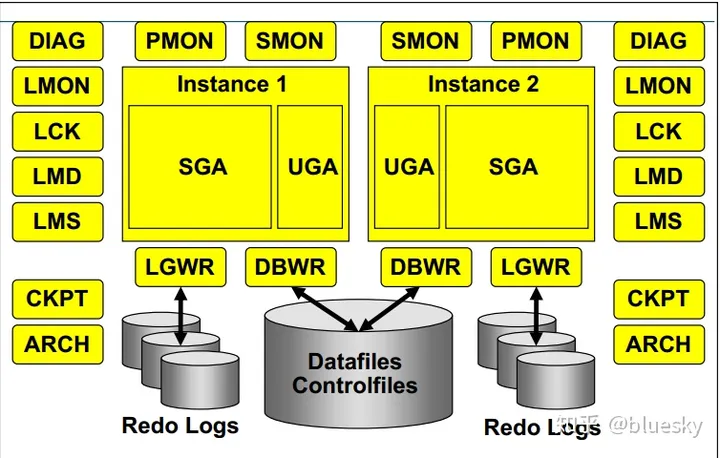 DIAG
PMON
SMON
SMON
PMON
DIAG
LMON
Instance 1
Instance 2
LMON
LCK
LCK
SGA
UGA
UGA
SGA
LMD
LMD
LMS
LMS
LGWR
DBWR
DBWR
LGWR
CKPT
CKPT
ARCH
Datafiles
Controlfiles
ARCH
Redo Logs
Redo Logs
知乎 @bluesky